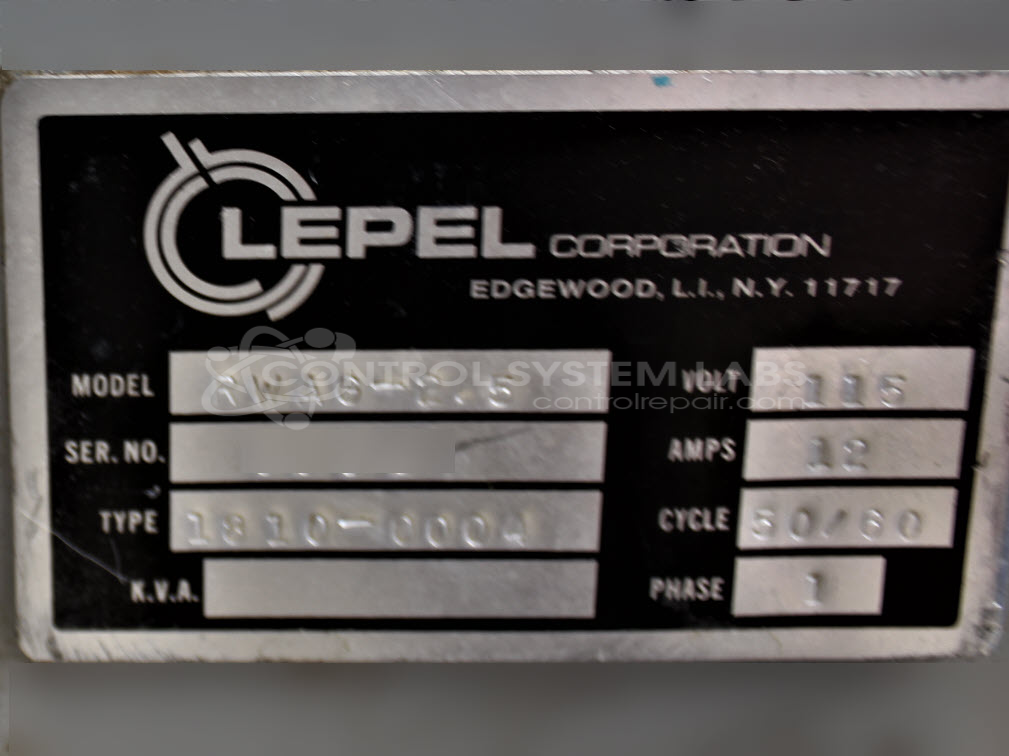 LEPEL CORPORATION
EDGEWOOD, L.I., N.Y. 11717
CONTROL SYSTEM LABS
controlrepair.com
MODEL
VOLT 115
SER. NO.
AMPS 12
TYPE 1810-0004
CYCLE 50/60
K.V.A.
PHASE 1